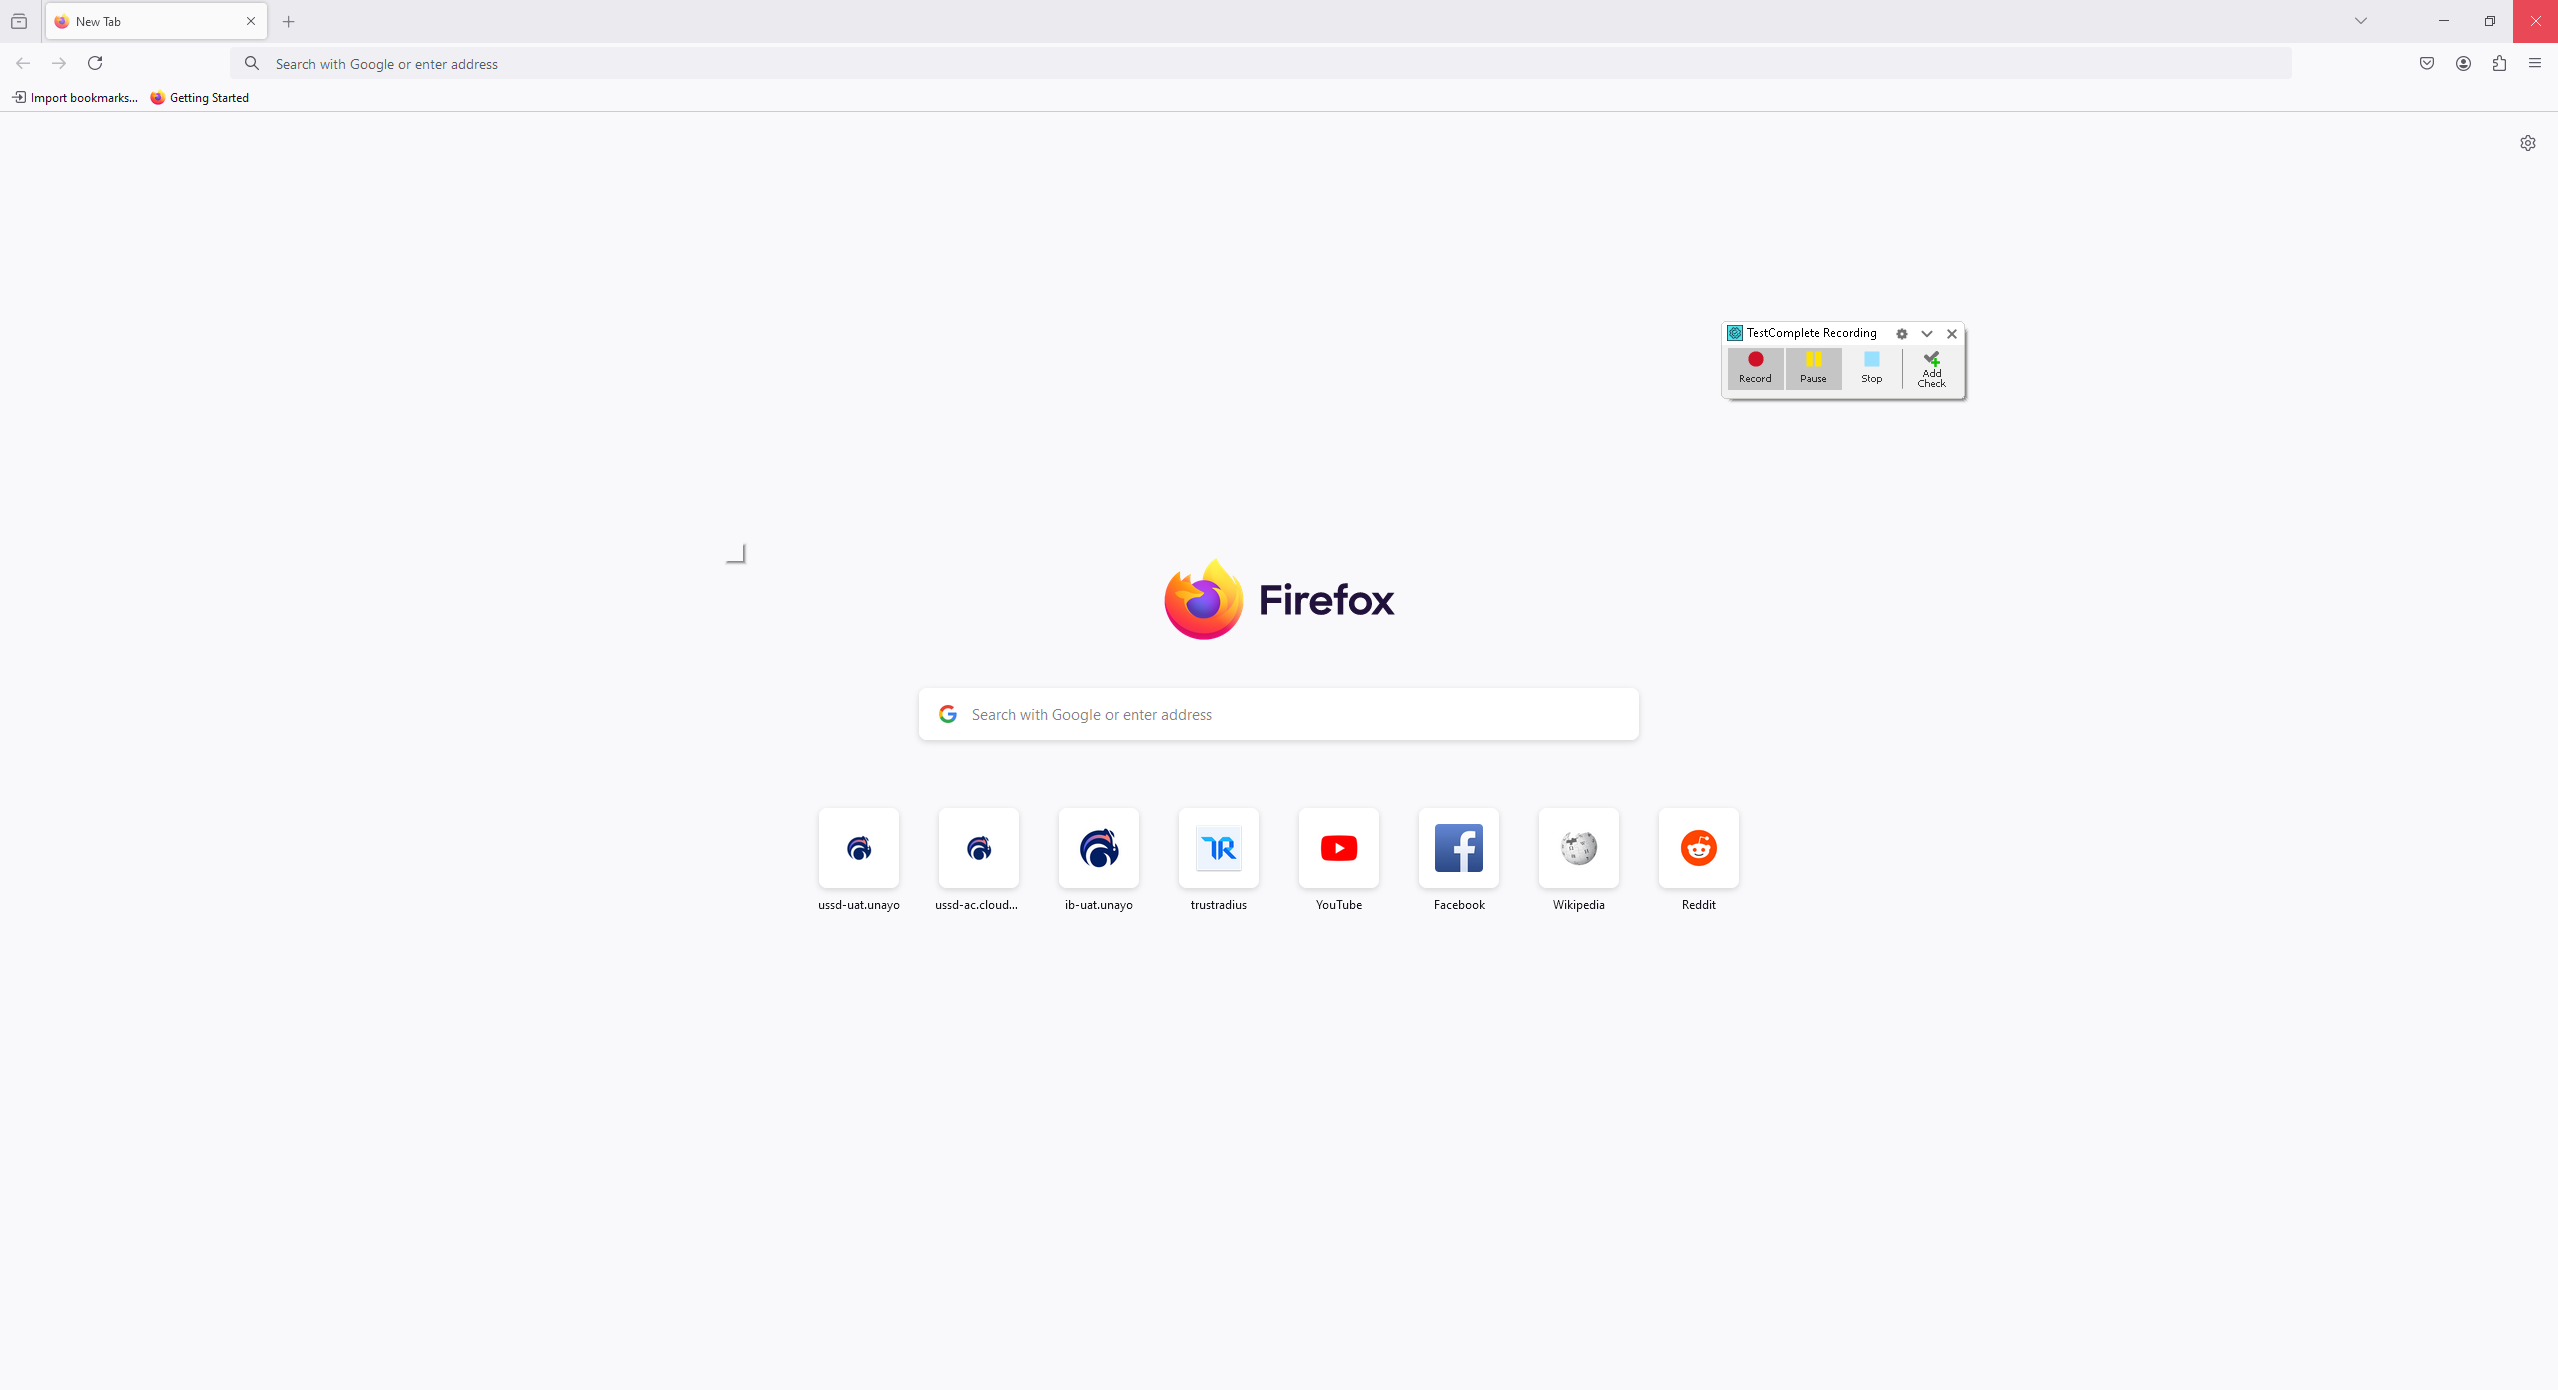 New Tab
Search with Google or enter address
Import bookmarks...
Getting Started
TestComplete Recording
Record
Pause
Stop
Add
Check
Firefox
Search with Google or enter address
ussd-uat.unayo
ussd-ac.cloud...
ib-uat.unayo
trustradius
YouTube
Facebook
Wikipedia
Reddit